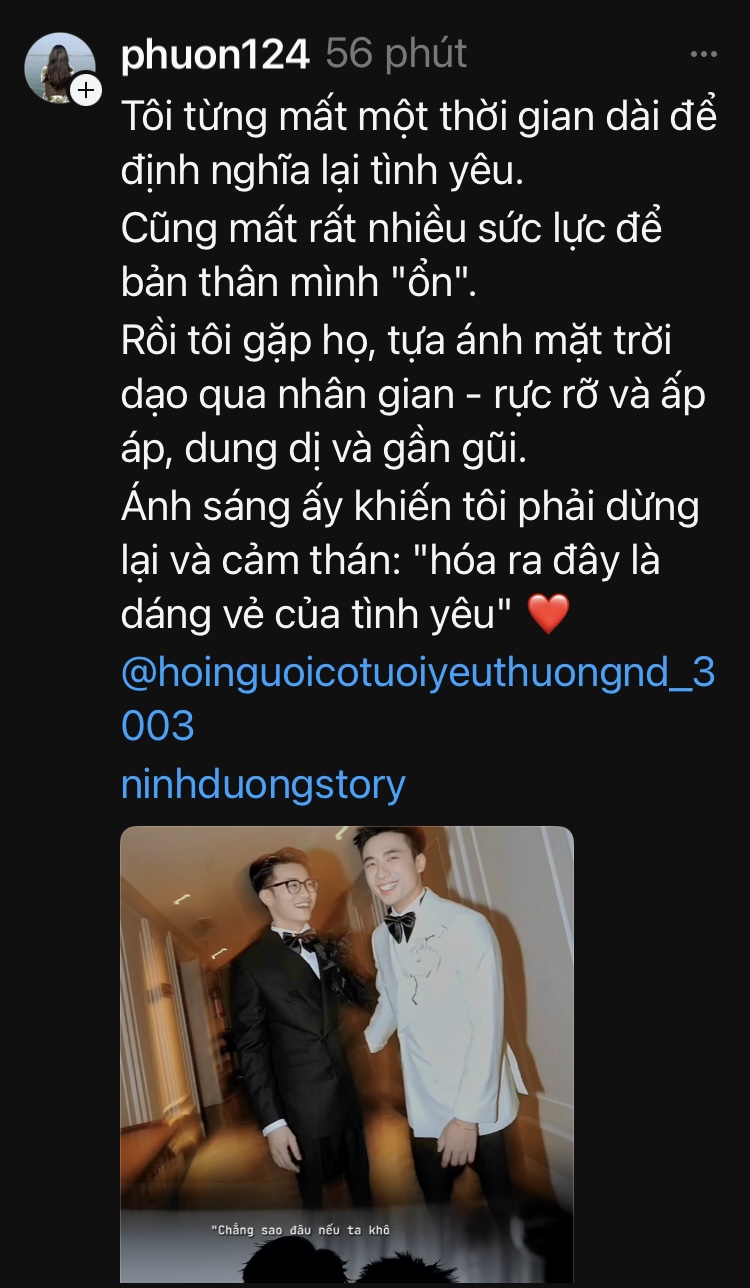 phuon124 56 phút
Tôi từng mất một thời gian dài để
định nghĩa lại tình yêu.
Cũng mất rất nhiều sức lực để
bản thân mình "ổn".
Rồi tôi gặp họ, tựa ánh mặt trời
dạo qua nhân gian - rực rỡ và ấp
áp, dung dị và gần gũi.
Ánh sáng ấy khiến tôi phải dừng
lại và cảm thán: "hóa ra đây là
dáng vẻ của tình yêu" ❤️
@hoinguoicotuoiyeuthuongnd_3
003
ninhduongstory
"Chẳng sao đâu nếu ta khô